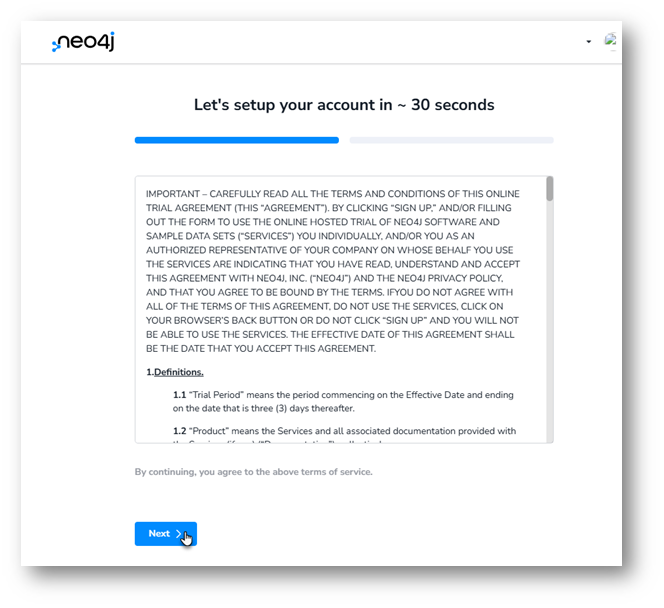 neo4j
Let's setup your account in ~ 30 seconds
IMPORTANT – CAREFULLY READ ALL THE TERMS AND CONDITIONS OF THIS ONLINE
TRIAL AGREEMENT (THIS “AGREEMENT”). BY CLICKING “SIGN UP,” AND/OR FILLING
OUT THE FORM TO USE THE ONLINE HOSTED TRIAL OF NEO4J SOFTWARE AND
SAMPLE DATA SETS (“SERVICES”) YOU INDIVIDUALLY, AND/OR YOU AS AN
AUTHORIZED REPRESENTATIVE OF YOUR COMPANY ON WHOSE BEHALF YOU USE
THE SERVICES ARE INDICATING THAT YOU HAVE READ, UNDERSTAND AND ACCEPT
THIS AGREEMENT WITH NEO4J, INC. (“NEO4J”) AND THE NEO4J PRIVACY POLICY,
AND THAT YOU AGREE TO BE BOUND BY THE TERMS. IFYOU DO NOT AGREE WITH
ALL OF THE TERMS OF THIS AGREEMENT, DO NOT USE THE SERVICES, CLICK ON
YOUR BROWSER’S BACK BUTTON OR DO NOT CLICK “SIGN UP” AND YOU WILL NOT
BE ABLE TO USE THE SERVICES. THE EFFECTIVE DATE OF THIS AGREEMENT SHALL
BE THE DATE THAT YOU ACCEPT THIS AGREEMENT.
1.Definitions.
1.1 “Trial Period” means the period commencing on the Effective Date and ending
on the date that is three (3) days thereafter.
1.2 “Product” means the Services and all associated documentation provided with
By continuing, you agree to the above terms of service.
Next